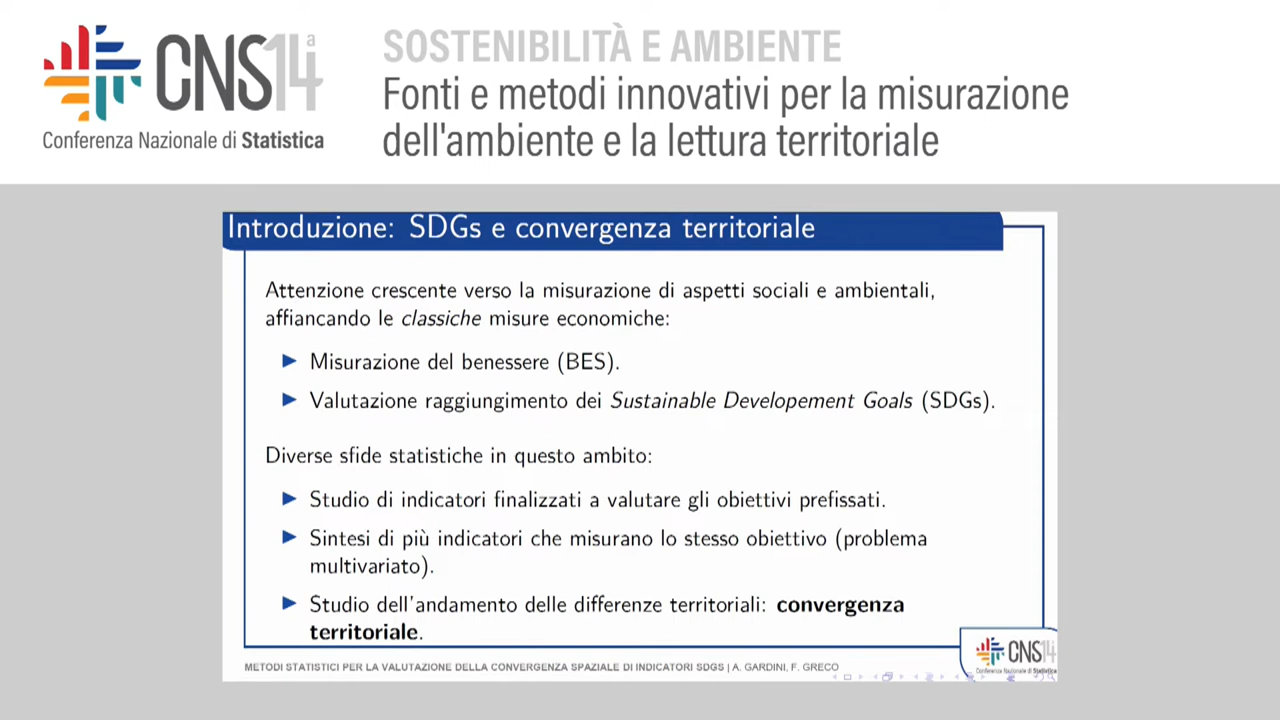 CNS14ª
Conferenza Nazionale di Statistica
SOSTENIBILITÀ E AMBIENTE
Fonti e metodi innovativi per la misurazione
dell'ambiente e la lettura territoriale
Introduzione: SDGs e convergenza territoriale
Attenzione crescente verso la misurazione di aspetti sociali e ambientali,
affiancando le classiche misure economiche:
Misurazione del benessere (BES).
Valutazione raggiungimento dei Sustainable Developement Goals (SDGs).
Diverse sfide statistiche in questo ambito:
Studio di indicatori finalizzati a valutare gli obiettivi prefissati.
Sintesi di più indicatori che misurano lo stesso obiettivo (problema
multivariato).
Studio dell'andamento delle differenze territoriali: convergenza
territoriale.
METODI STATISTICI PER LA VALUTAZIONE DELLA CONVERGENZA SPAZIALE DI INDICATORI SDGS | A. GARDINI, F. GRECO
CNS14
Conferenza Nazionale di Statistica